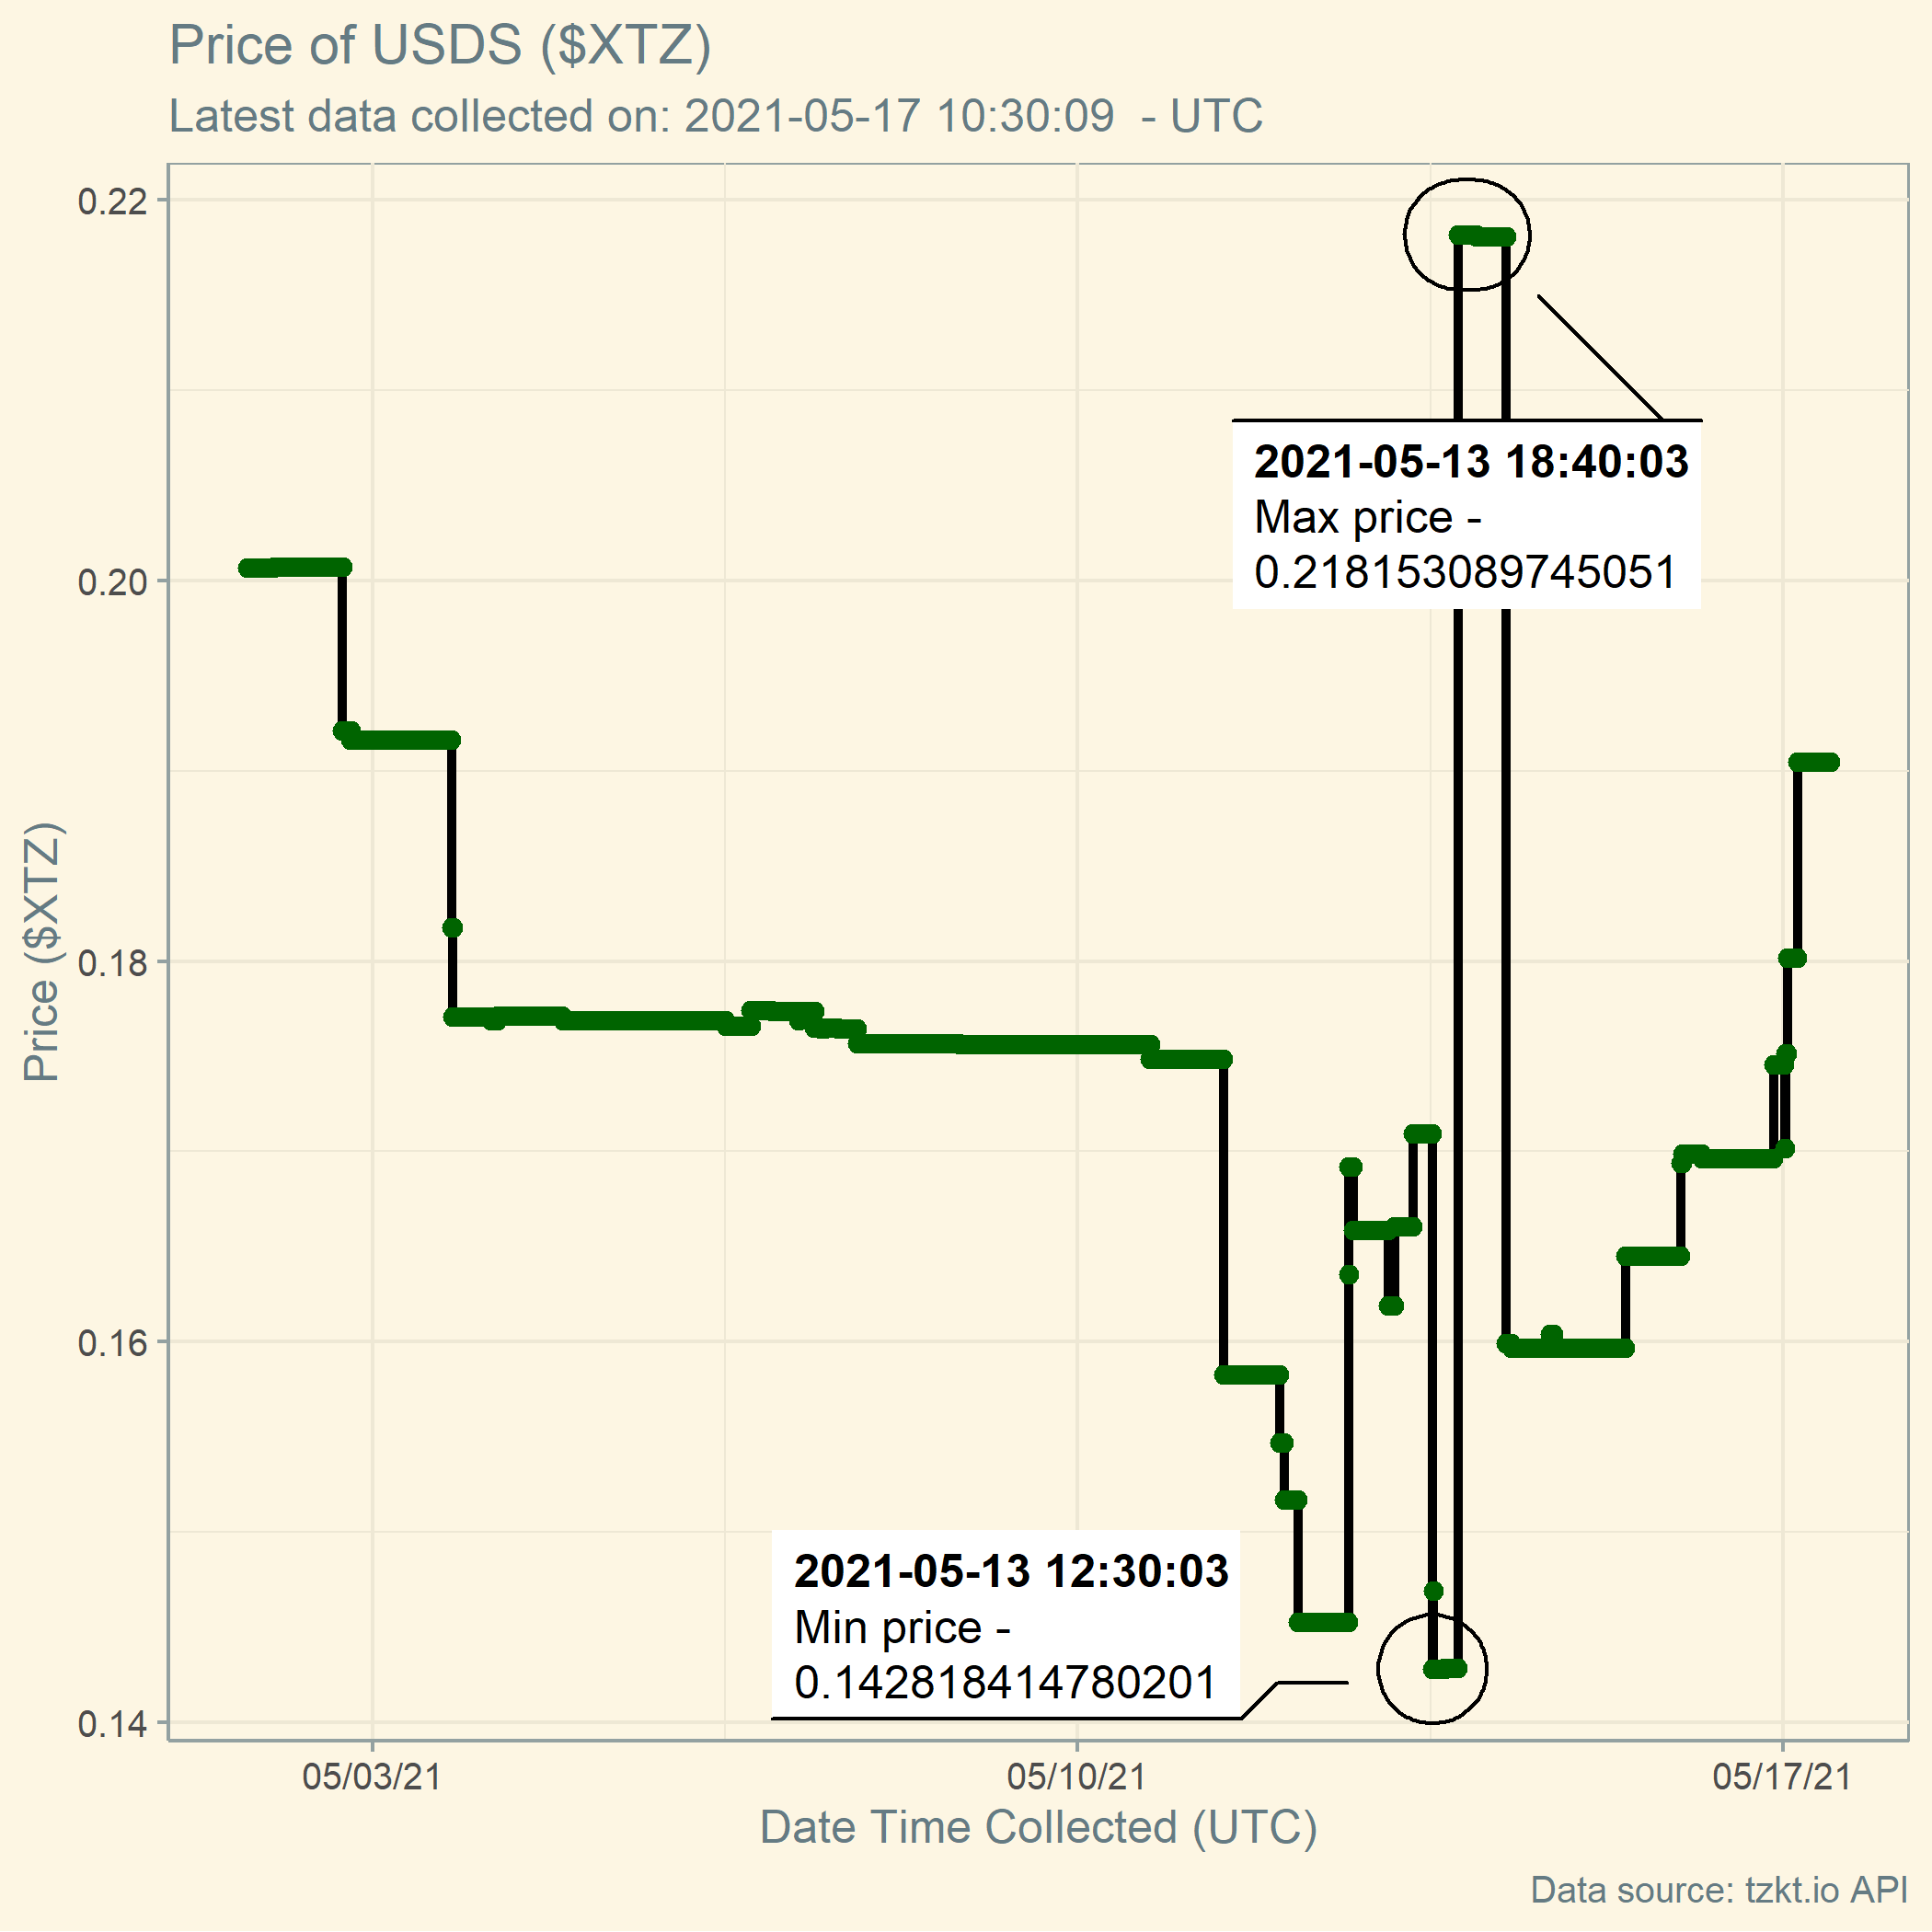 Price of USDS ($XTZ)
Latest data collected on: 2021-05-17 10:30:09  - UTC
Price ($XTZ)
0.22
0.20
0.18
0.16
0.14
2021-05-13 18:40:03
Max price -
0.218153089745051
2021-05-13 12:30:03
Min price -
0.142818414780201
05/03/21
05/10/21
05/17/21
Date Time Collected (UTC)
Data source: tzkt.io API